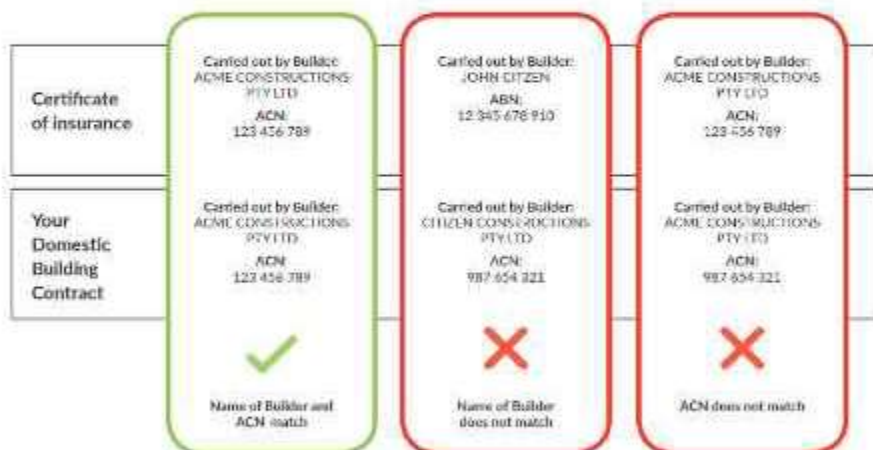 Certificate
of insurance
Carried out by Builder:
ACME CONSTRUCTIONS
PTY LTD
ACN:
123 456 789
Carried out by Builder:
JOHN CITZEN
ABN:
12 345 678 910
Carried out by Builder:
ACME CONSTRUCTIONS
PTY LTD
ACN:
123 456 789
Your
Domestic
Building
Contract
Carried out by Builder:
ACME CONSTRUCTIONS
PTY LTD
ACN:
123 456 789
Carried out by Builder:
CITIZEN CONSTRUCTIONS
PTY LTD
ACN:
987 654 321
Carried out by Builder:
ACME CONSTRUCTIONS
PTY LTD
ACN:
987 654 321
Name of Builder and
ACN match
Name of Builder
does not match
ACN does not match